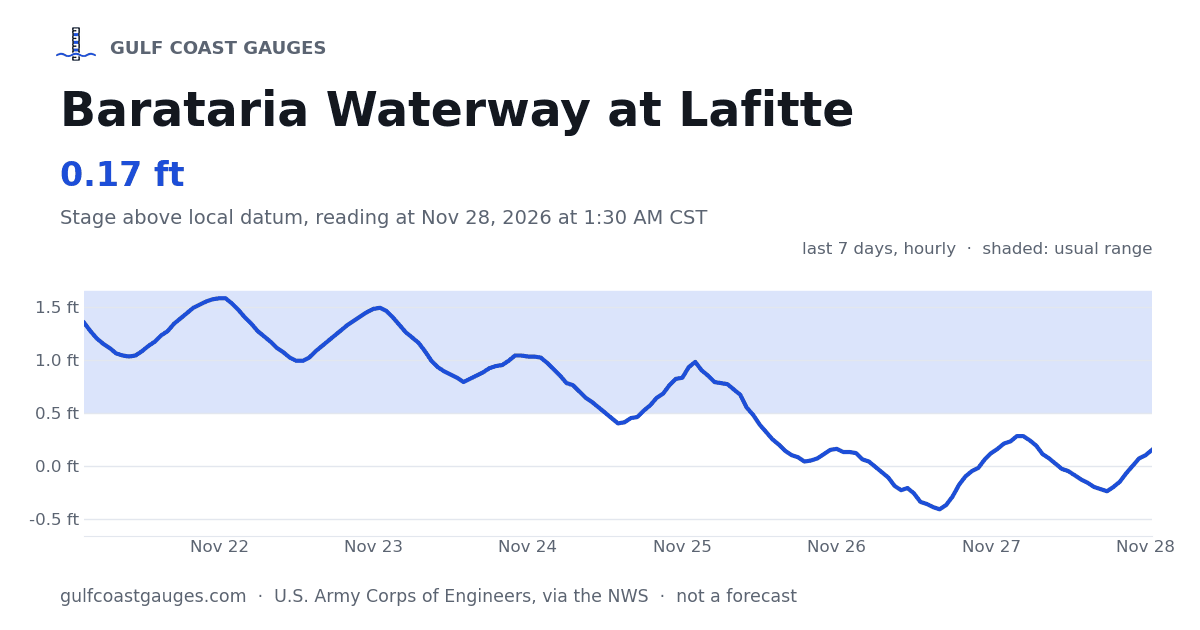 GULF COAST GAUGES
Barataria Waterway at Lafitte
0.17 ft
Stage above local datum, reading at Nov 28, 2026 at 1:30 AM CST
last 7 days, hourly · shaded: usual range
1.5 ft
1.0 ft
0.5 ft
0.0 ft
-0.5 ft
Nov 22 Nov 23 Nov 24 Nov 25 Nov 26 Nov 27 Nov 28
gulfcoastgauges.com · U.S. Army Corps of Engineers, via the NWS · not a forecast